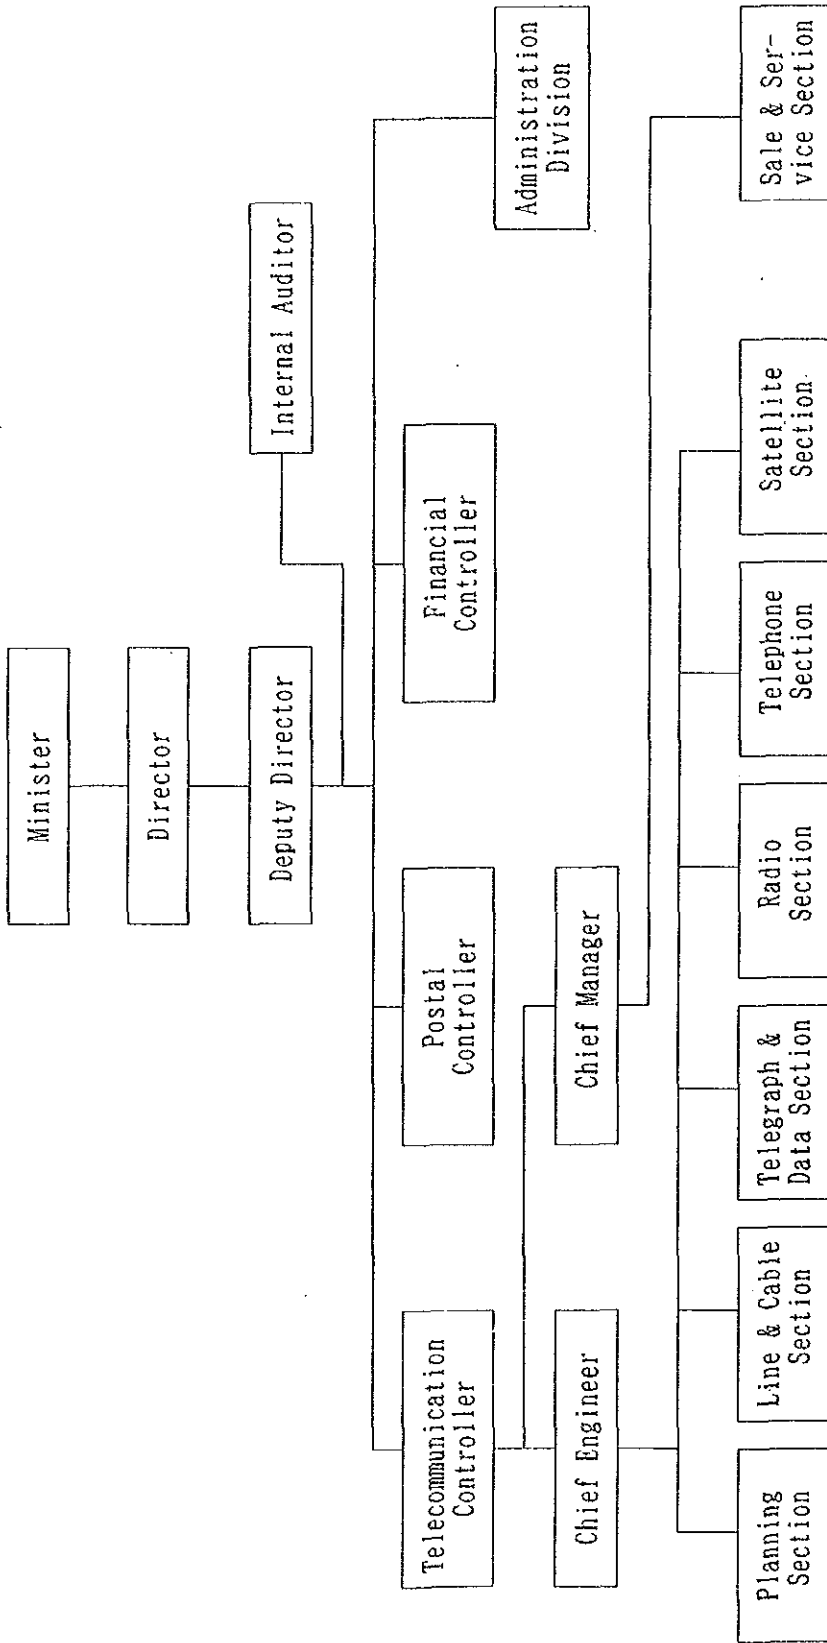 Minister
Director
Deputy Director
Internal Auditor
Telecommunication
Controller
Postal
Controller
Financial
Controller
Administration
Division
Chief Engineer
Chief Manager
Planning
Section
Line & Cable
Section
Telegraph &
Data Section
Radio
Section
Telephone
Section
Satellite
Section
Sale & Ser-
vice Section